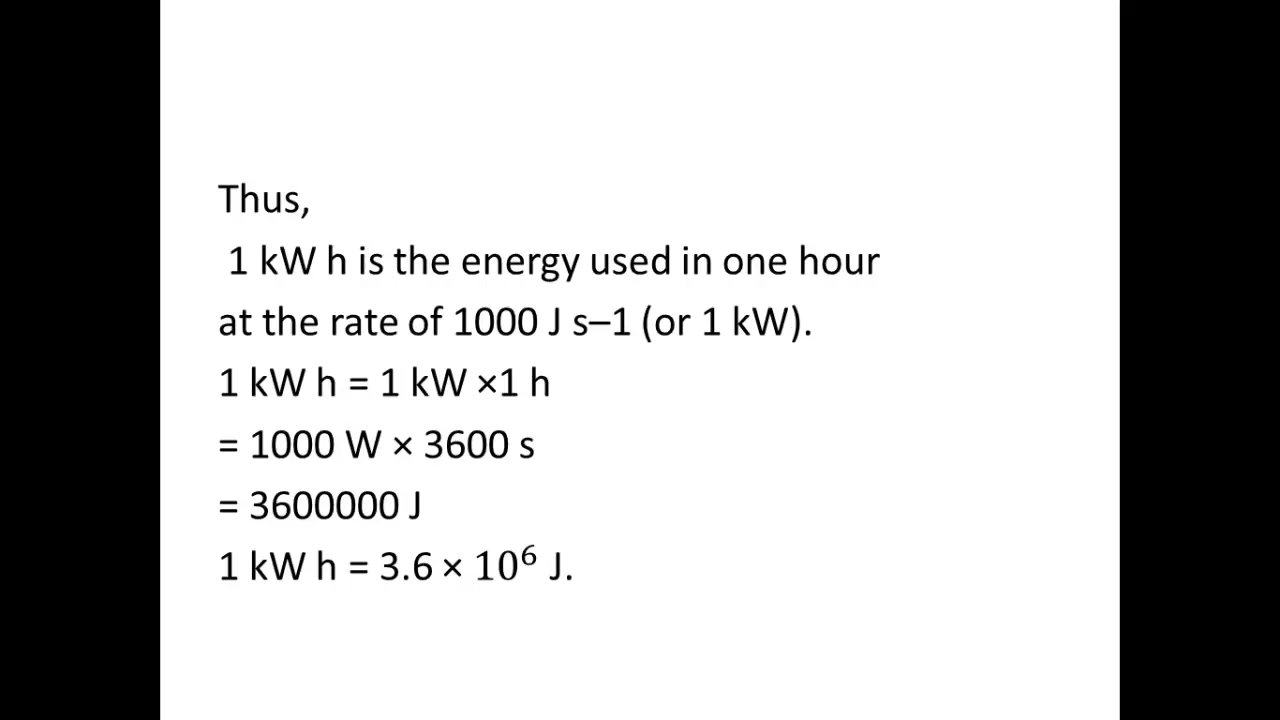 Thus,
1 kW h is the energy used in one hour
at the rate of 1000 J s–1 (or 1 kW).
1 kW h = 1 kW ×1 h
= 1000 W × 3600 s
= 3600000 J
1 kW h = 3.6 × 10⁶ J.